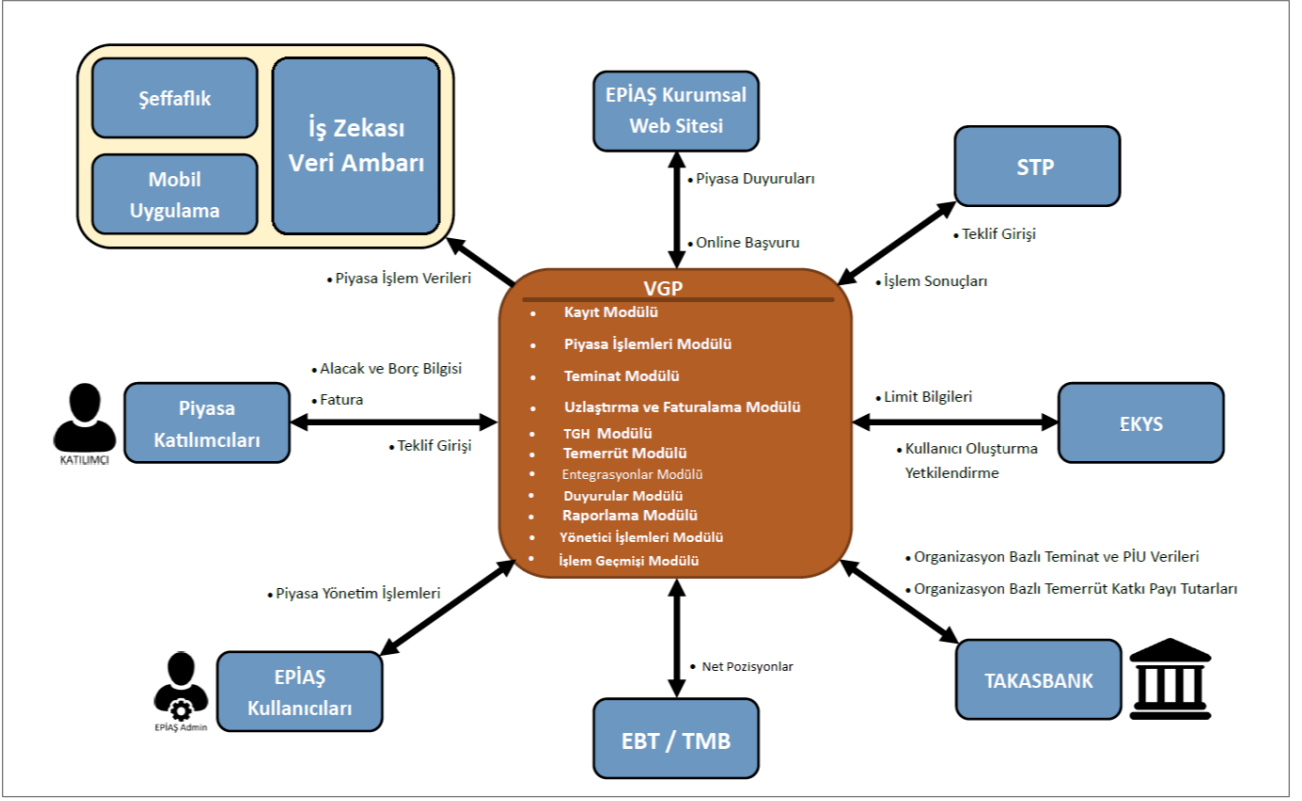 Şeffaflık
Mobil
Uygulama
İş Zekası
Veri Ambarı
EPİAŞ Kurumsal
Web Sitesi
STP
• Piyasa Duyuruları
• Online Başvuru
• Teklif Girişi
• İşlem Sonuçları
• Piyasa İşlem Verileri
VGP
• Kayıt Modülü
• Piyasa İşlemleri Modülü
• Teminat Modülü
• Uzlaştırma ve Faturalama Modülü
• TGH Modülü
• Temerrüt Modülü
• Entegrasyonlar Modülü
• Duyurular Modülü
• Raporlama Modülü
• Yönetici İşlemleri Modülü
• İşlem Geçmişi Modülü
• Alacak ve Borç Bilgisi
• Fatura
• Teklif Girişi
KATILIMCI
Piyasa
Katılımcıları
• Limit Bilgileri
• Kullanıcı Oluşturma
Yetkilendirme
EKYS
• Piyasa Yönetim İşlemleri
EPİAŞ Admin
EPİAŞ
Kullanıcıları
• Net Pozisyonlar
EBT / TMB
• Organizasyon Bazlı Teminat ve PİU Verileri
• Organizasyon Bazlı Temerrüt Katkı Payı Tutarları
TAKASBANK